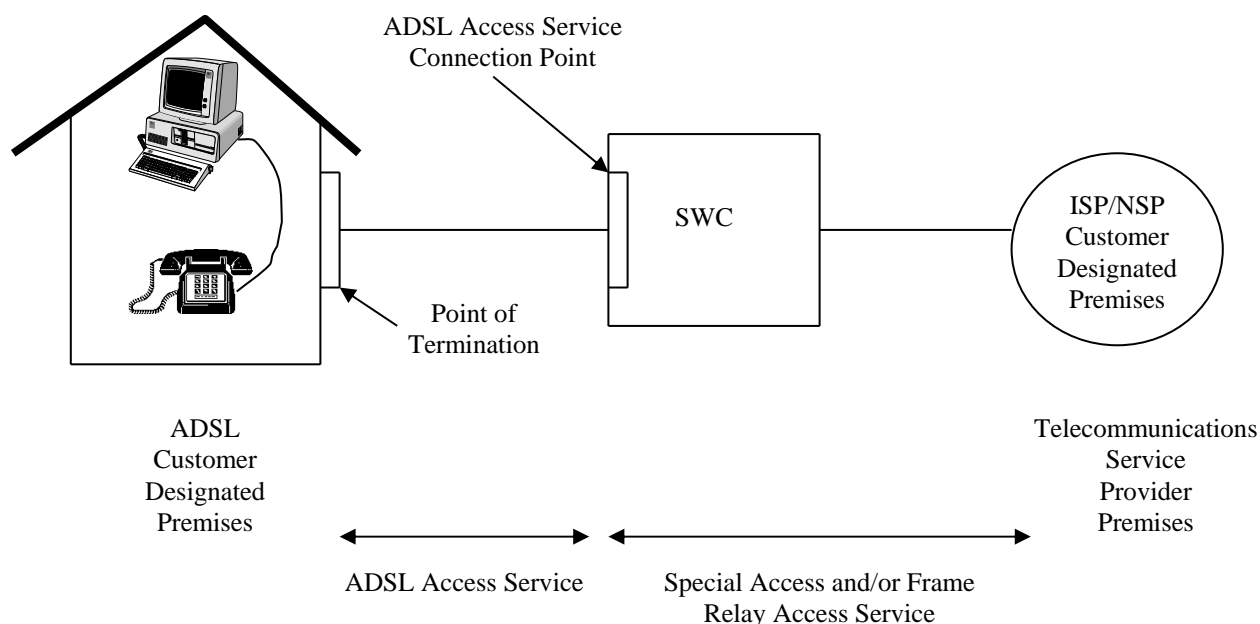 ADSL Access Service
Connection Point
SWC
ISP/NSP
Customer
Designated
Premises
Point of
Termination
ADSL
Customer
Designated
Premises
Telecommunications
Service
Provider
Premises
ADSL Access Service
Special Access and/or Frame
Relay Access Service